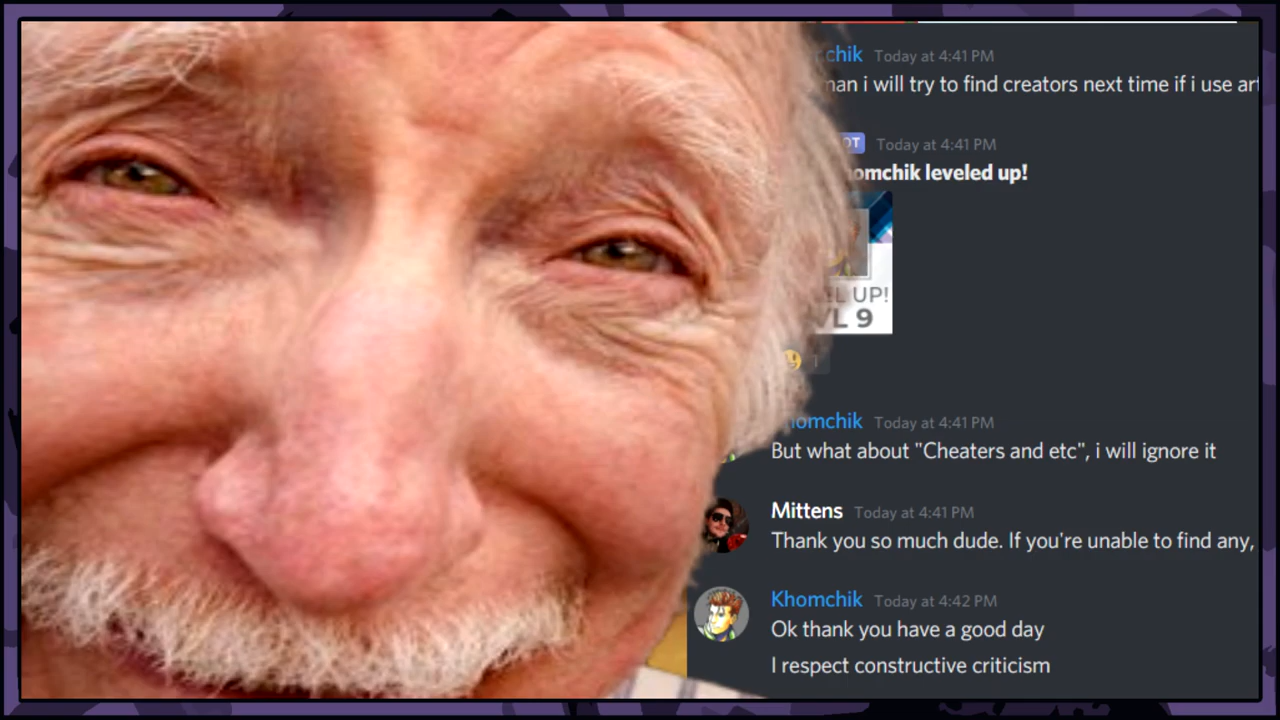 chik Today at 4:41 PM
man i will try to find creators next time if i use art
OT Today at 4:41 PM
omchik leveled up!
L UP!
VL 9
1
homchik Today at 4:41 PM
But what about "Cheaters and etc", i will ignore it
Mittens Today at 4:41 PM
Thank you so much dude. If you're unable to find any,
Khomchik Today at 4:42 PM
Ok thank you have a good day
I respect constructive criticism